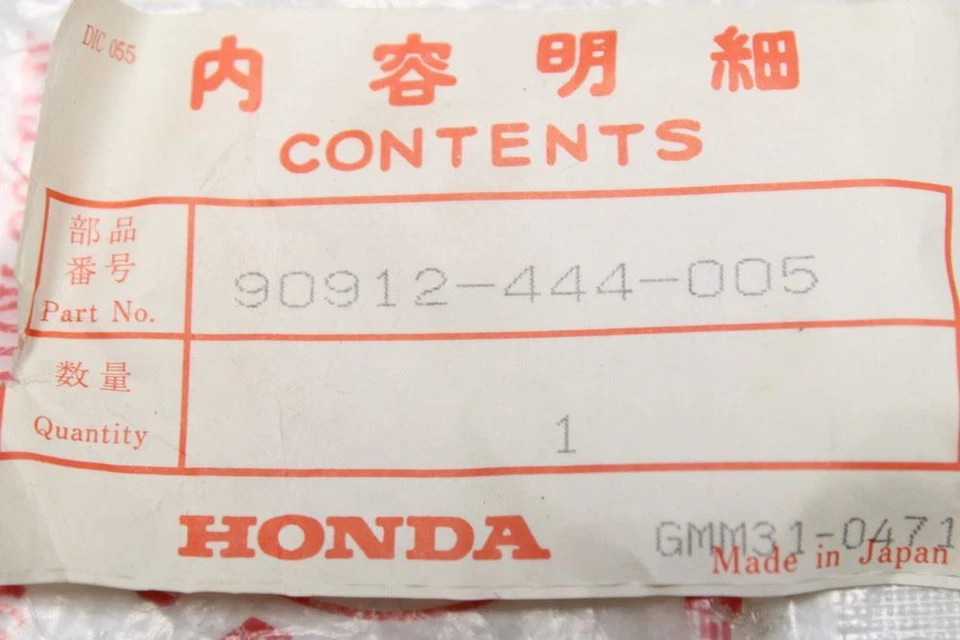 DIC 055
内容明細
CONTENTS
部品
番号
Part No.
90912-444-005
数量
Quantity
1
HONDA
GMM31-0471
Made in Japan